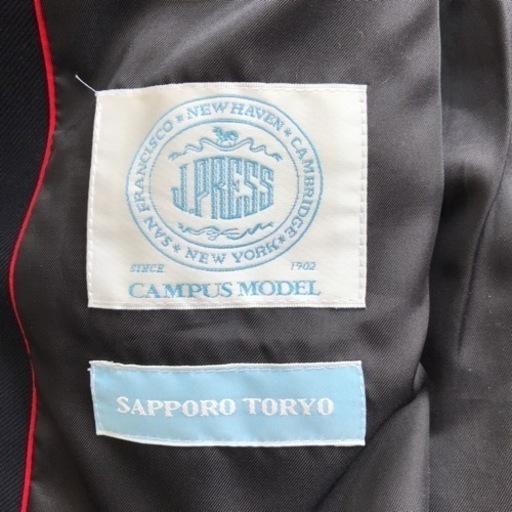 SAN FRANCISCO ★ NEW HAVEN ★ CAMBRIDGE ★ NEW YORK ★
J.PRESS
SINCE 1902
CAMPUS MODEL
SAPPORO TORYO